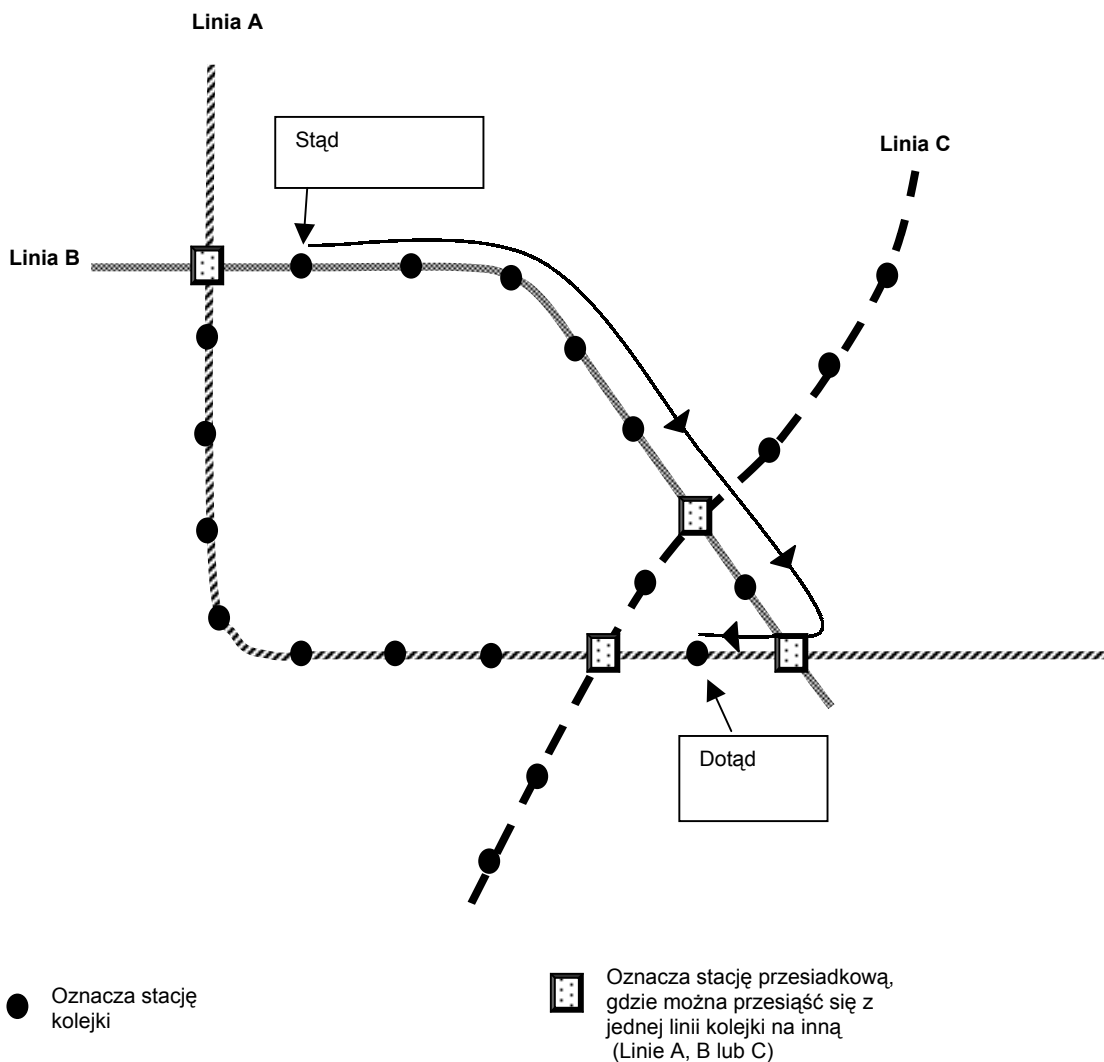 Linia A
Stąd
Linia C
Linia B
Dotąd
Oznacza stację
kolejki
Oznacza stację przesiadkową,
gdzie można przesiąść się z
jednej linii kolejki na inną
(Linie A, B lub C)